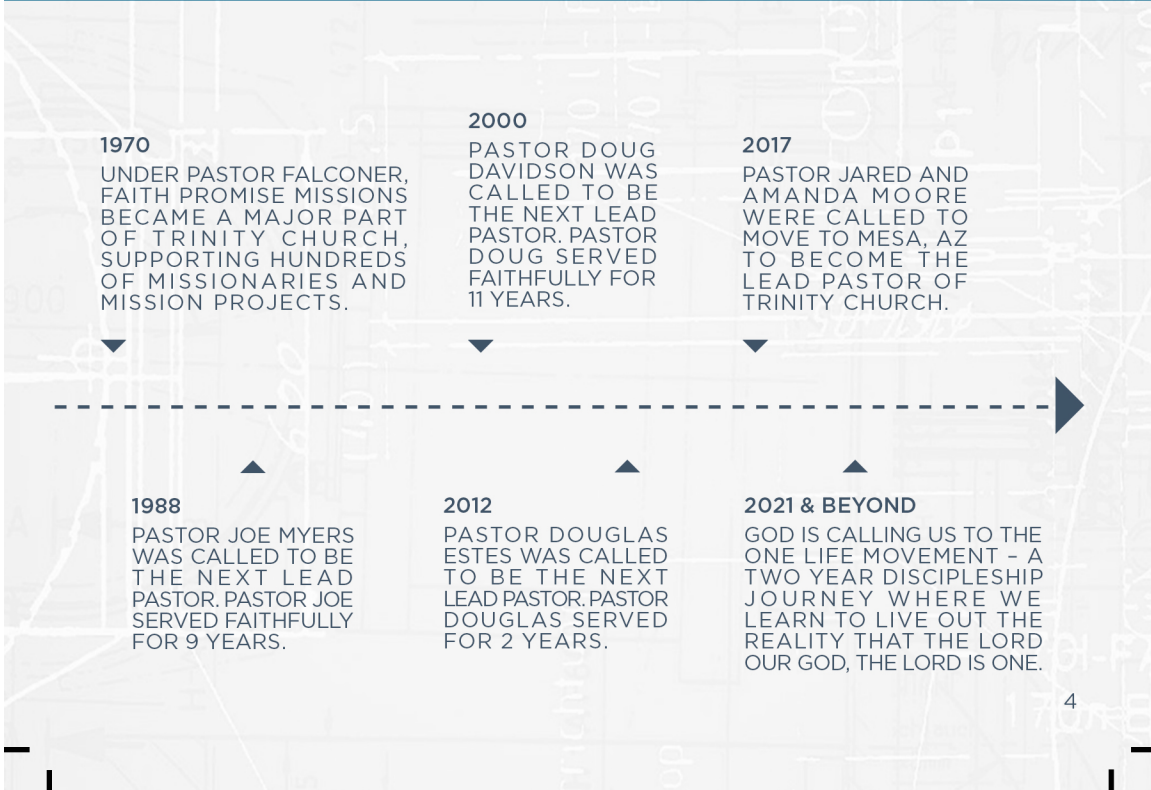 1970
UNDER PASTOR FALCONER,
FAITH PROMISE MISSIONS
BECAME A MAJOR PART
OF TRINITY CHURCH,
SUPPORTING HUNDREDS
OF MISSIONARIES AND
MISSION PROJECTS.
2000
PASTOR DOUG
DAVIDSON WAS
CALLED TO BE
THE NEXT LEAD
PASTOR. PASTOR
DOUG SERVED
FAITHFULLY FOR
11 YEARS.
2017
PASTOR JARED AND
AMANDA MOORE
WERE CALLED TO
MOVE TO MESA, AZ
TO BECOME THE
LEAD PASTOR OF
TRINITY CHURCH.
1988
PASTOR JOE MYERS
WAS CALLED TO BE
THE NEXT LEAD
PASTOR. PASTOR JOE
SERVED FAITHFULLY
FOR 9 YEARS.
2012
PASTOR DOUGLAS
ESTES WAS CALLED
TO BE THE NEXT
LEAD PASTOR. PASTOR
DOUGLAS SERVED
FOR 2 YEARS.
2021 & BEYOND
GOD IS CALLING US TO THE
ONE LIFE MOVEMENT – A
TWO YEAR DISCIPLESHIP
JOURNEY WHERE WE
LEARN TO LIVE OUT THE
REALITY THAT THE LORD
OUR GOD, THE LORD IS ONE.
4